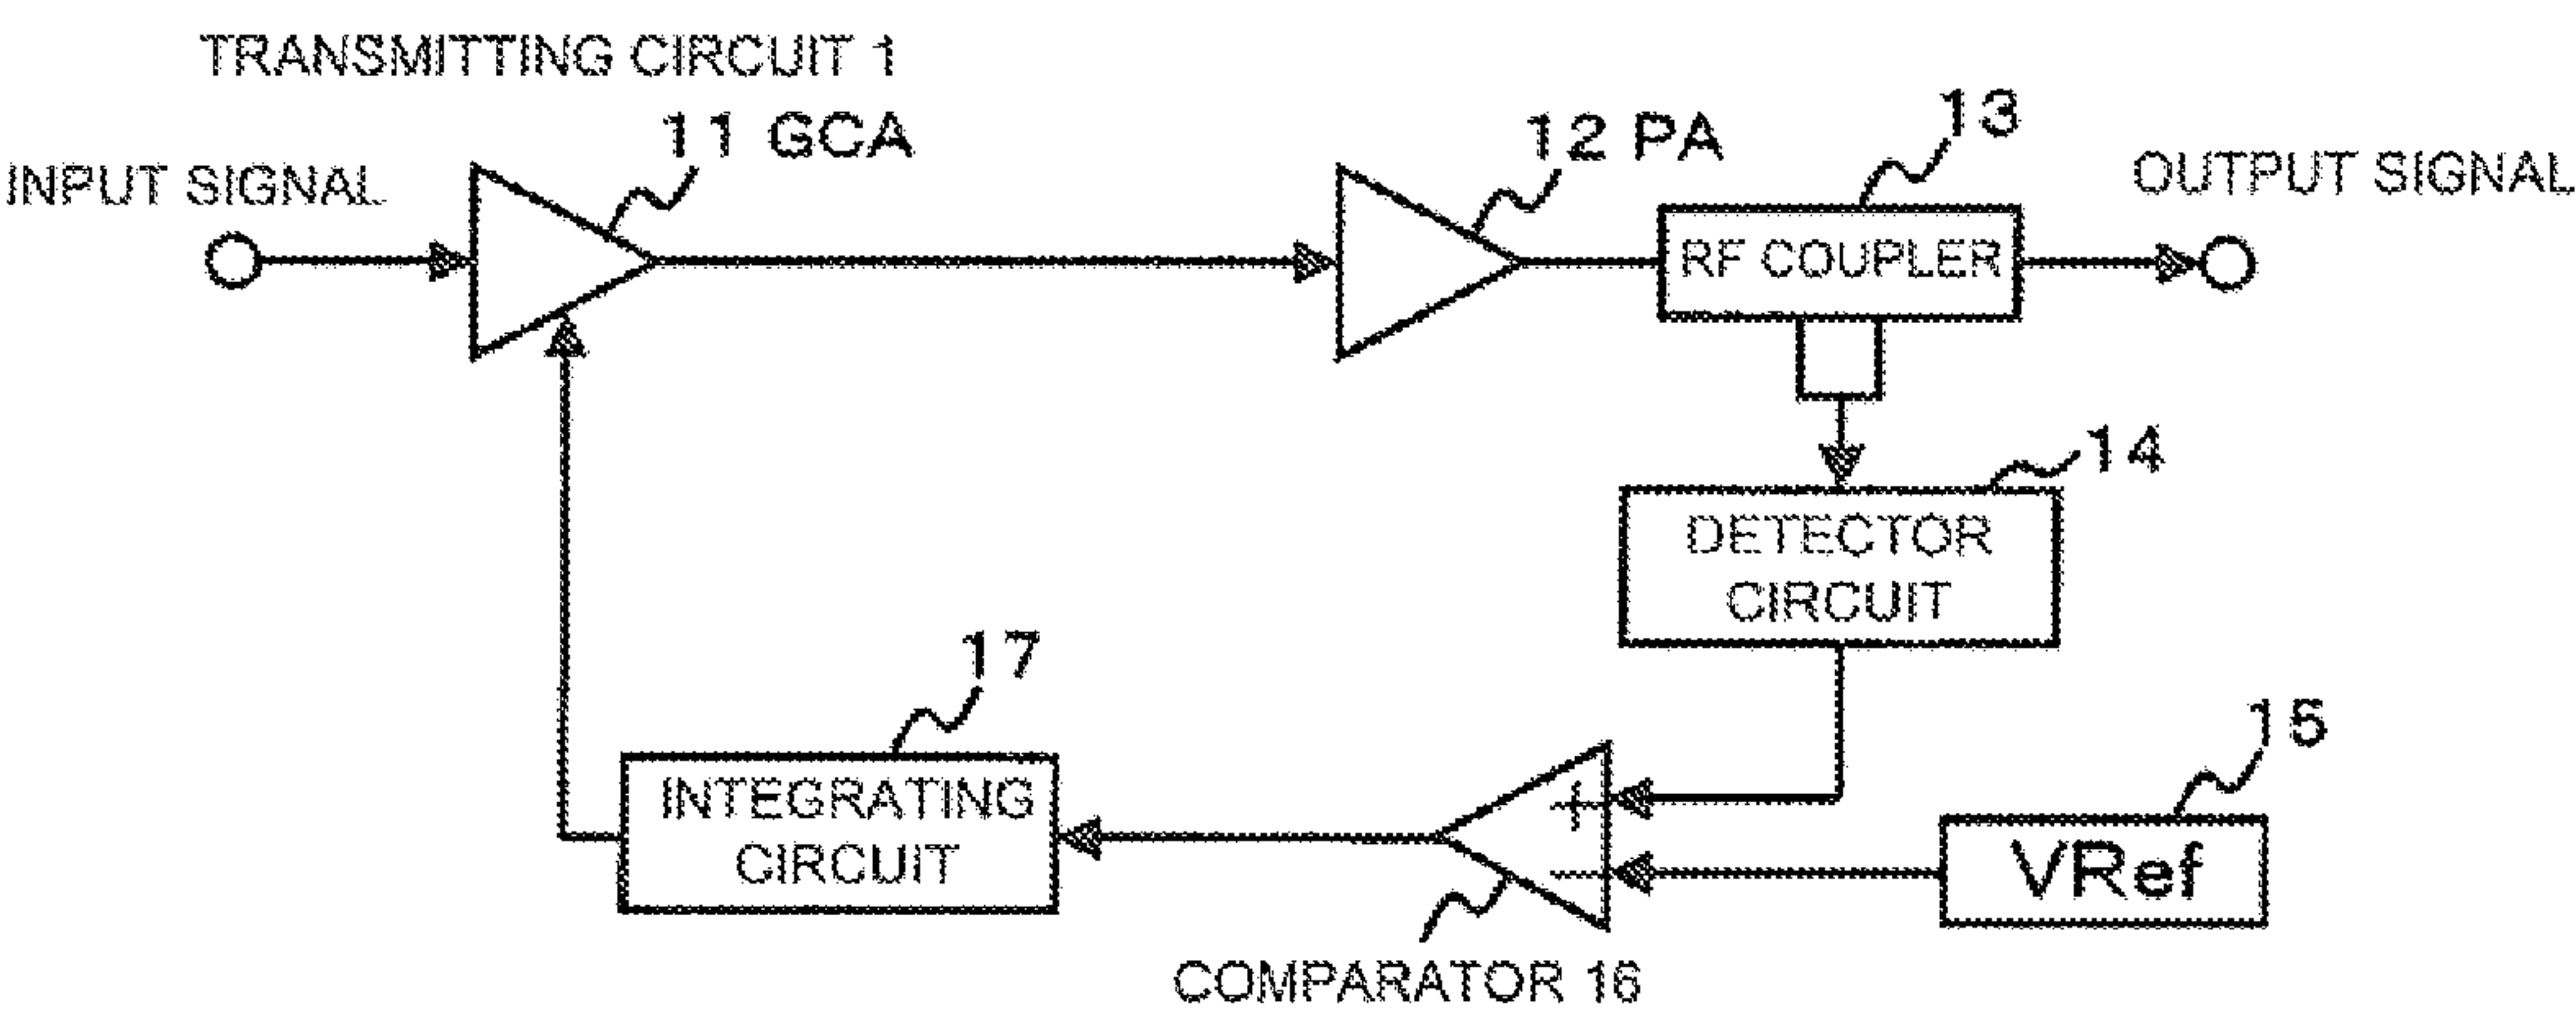 TRANSMITTING CIRCUIT 1
11 GCA
12 PA
13
INPUT SIGNAL
OUTPUT SIGNAL
RF COUPLER
14
DETECTOR
CIRCUIT
17
15
INTEGRATING
CIRCUIT
+
−
VRef
COMPARATOR 16